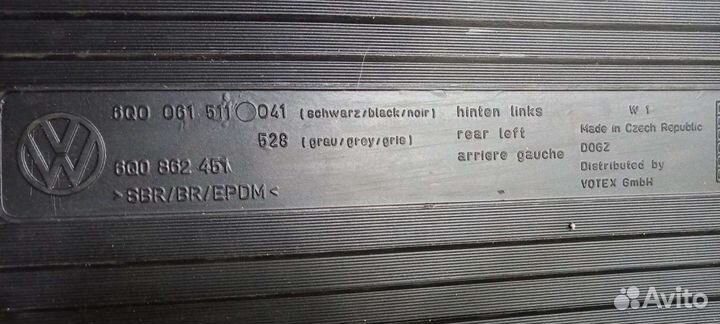 6Q0 061 511 041 (schwarz/black/noir)
528 (grau/grey/gris)
6Q0 862 451
>SBR/BR/EPDM<
hinten links
rear left
arriere gauche
W 1
Made in Czech Republic
DOGZ
Distributed by
VOTEX GmbH
Avito